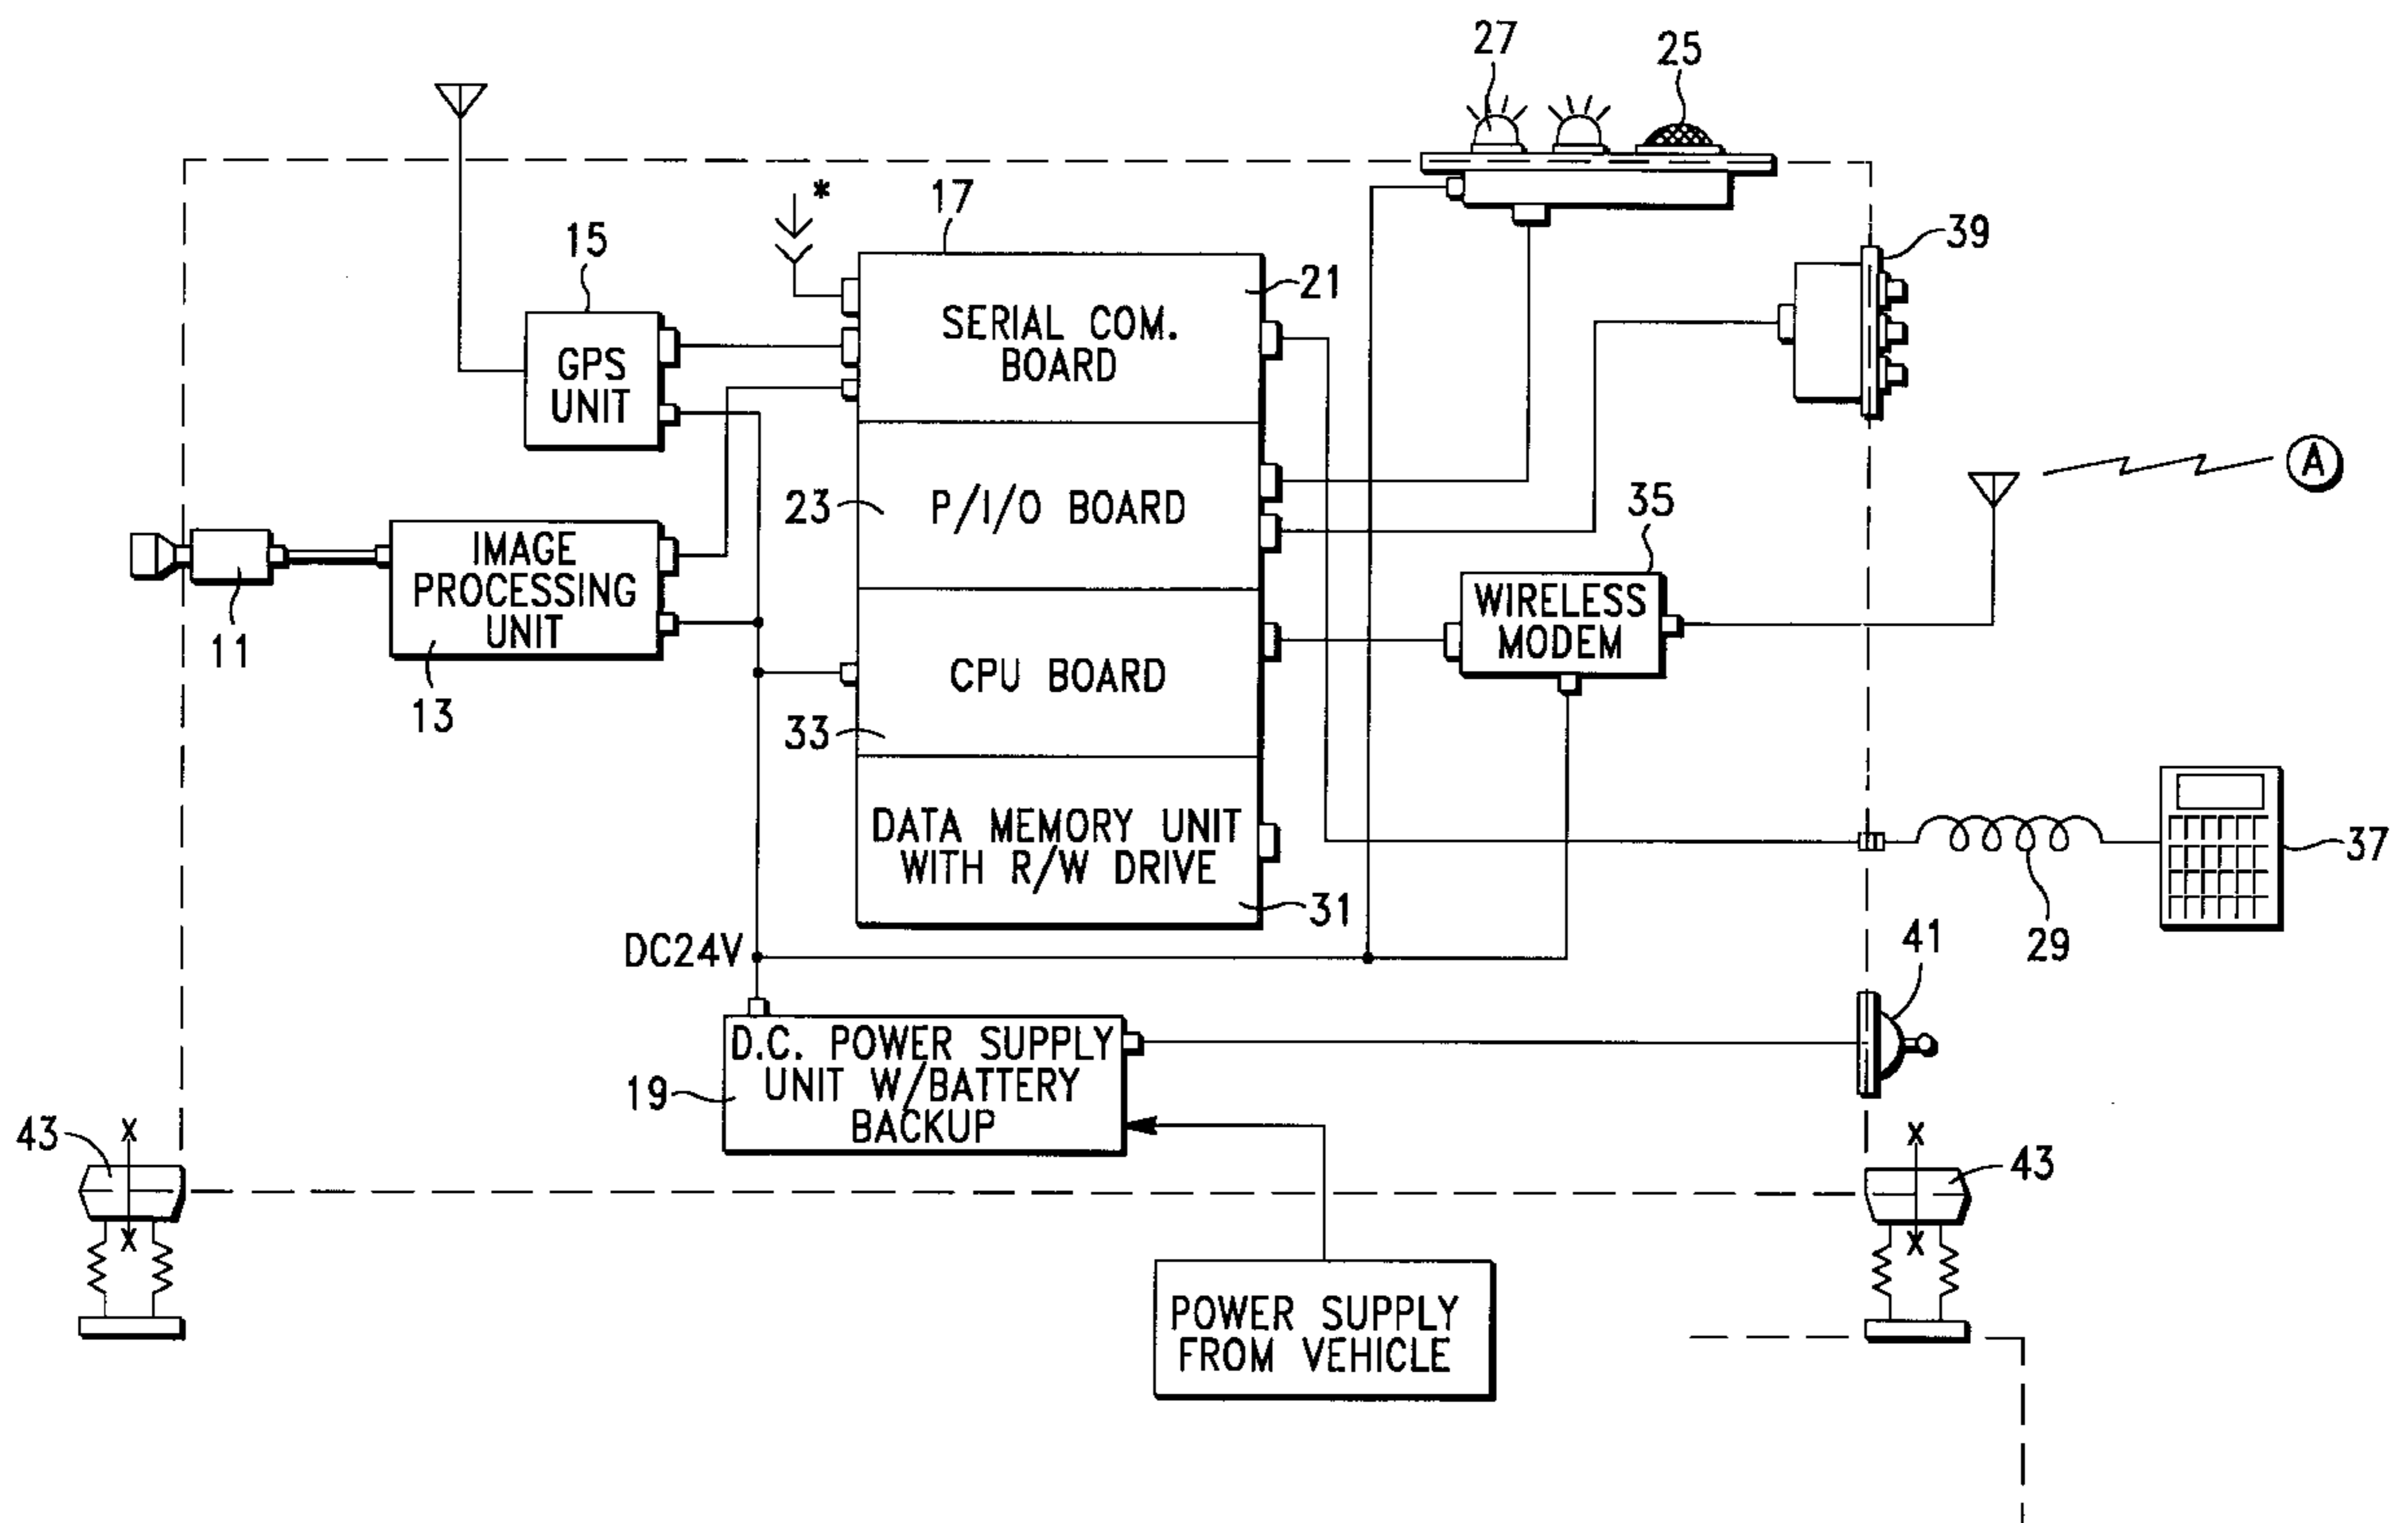 27
25
*
17
15
39
21
SERIAL COM.
BOARD
GPS
UNIT
A
23
P/I/O BOARD
35
IMAGE
PROCESSING
UNIT
WIRELESS
MODEM
11
CPU BOARD
13
33
DATA MEMORY UNIT
WITH R/W DRIVE
37
31
29
41
DC24V
D.C. POWER SUPPLY
UNIT W/BATTERY
BACKUP
19
43
X
X
X
43
X
POWER SUPPLY
FROM VEHICLE